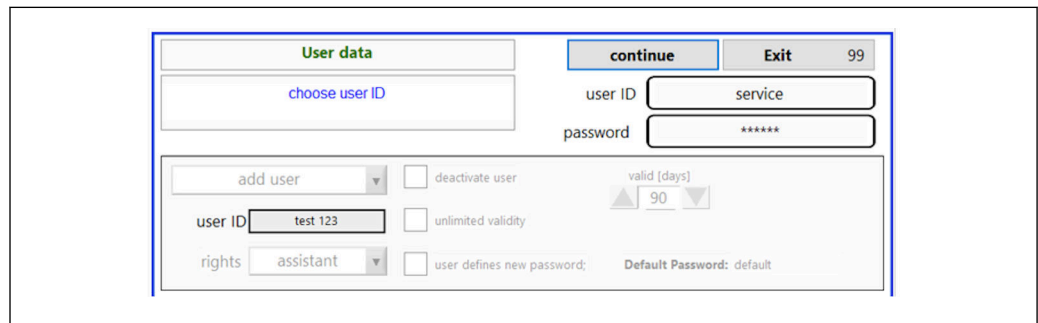 User data
continue
Exit 99
choose user ID
user ID service
password ******
add user
deactivate user
valid [days]
90
user ID test 123
unlimited validity
rights assistant
user defines new password;
Default Password: default